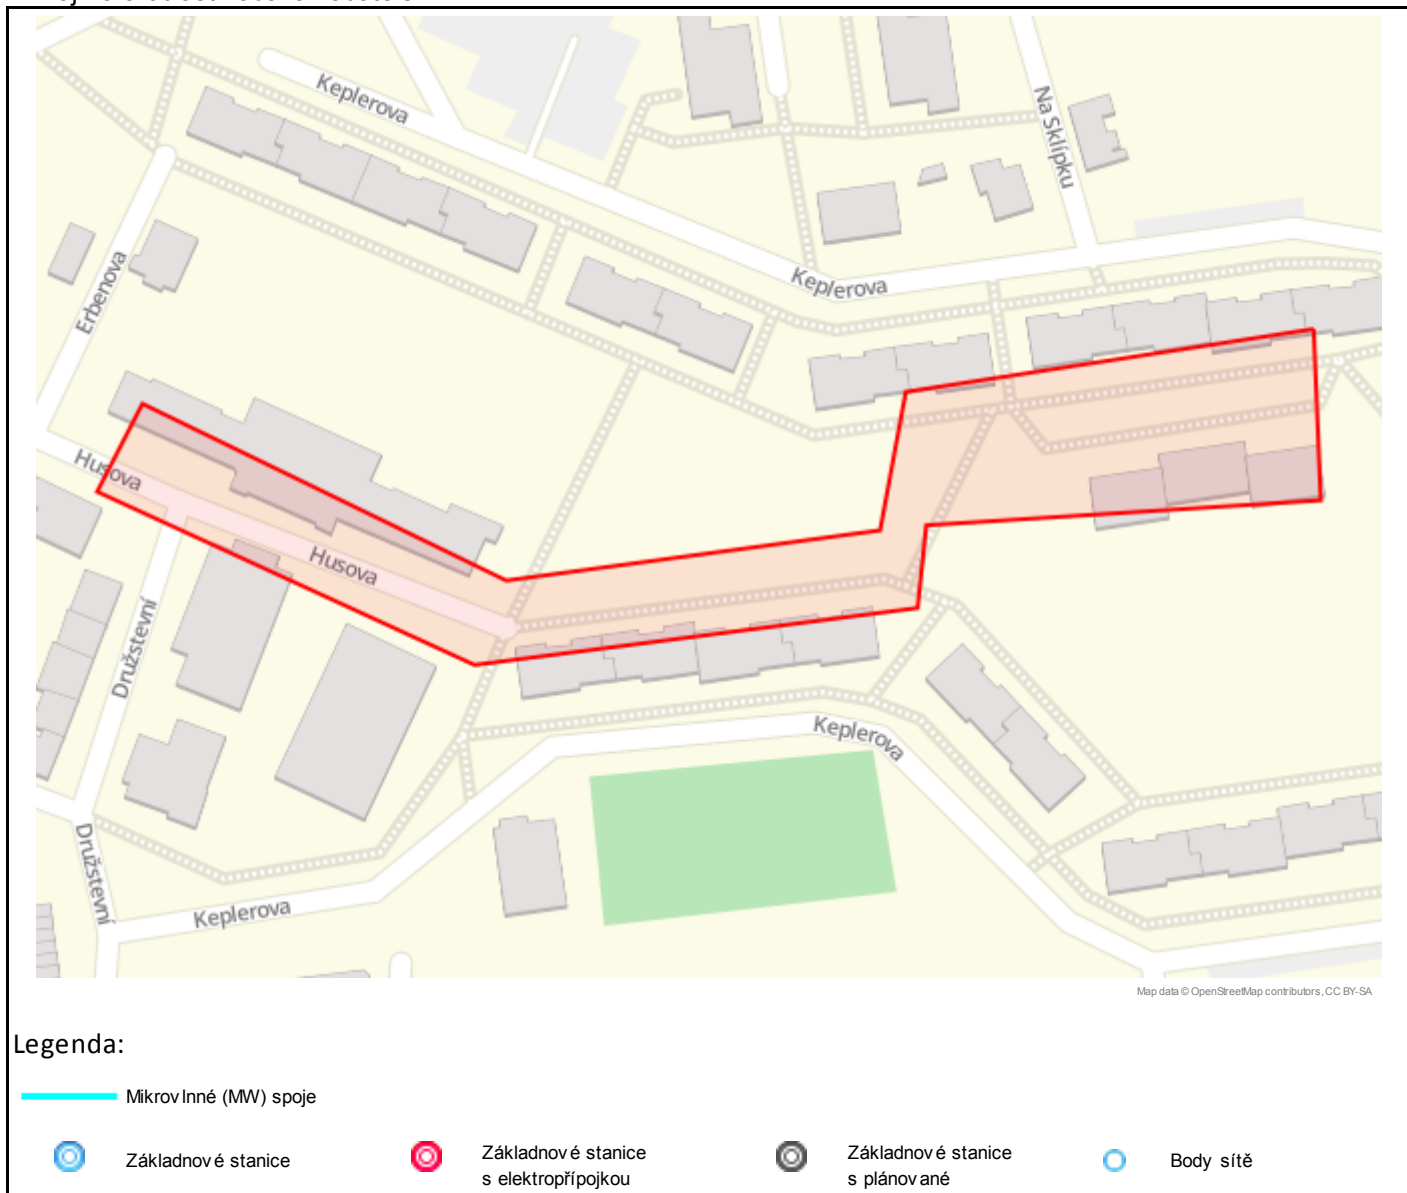 Keplerova
Na Sklípku
Keplerova
Erbenova
Husova
Husova
Družstevní
Keplerova
Družstevní
Keplerova
Map data © OpenStreetMap contributors, CC BY-SA
Legenda:
Mikrovlnné (MW) spoje
Základnové stanice
Základnové stanice
s elektropřípojkou
Základnové stanice
s plánované
Body sítě